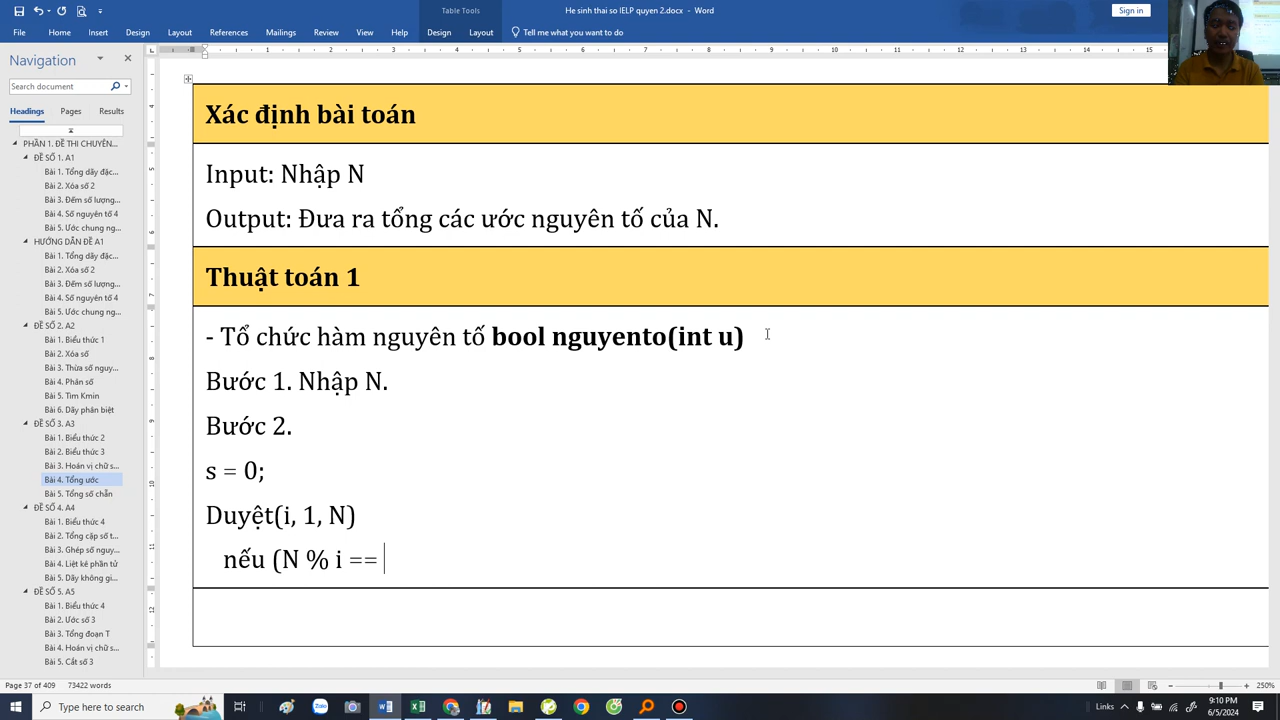 Table Tools
He sinh thai so IELP quyen 2.docx - Word
Sign in
File Home Insert Draw Design Layout References Mailings Review View Help Design Layout Tell me what you want to do
Navigation
Search document
Headings Pages Results
PHẦN 1. ĐỀ THI CHUYÊN...
ĐỀ SỐ 1. A1
Bài 1. Tổng dãy đặc...
Bài 2. Xóa số 2
Bài 3. Đếm số lượng...
Bài 4. Số nguyên tố 4
Bài 5. Ước chung ng...
HƯỚNG DẪN ĐỀ A1
Bài 1. Tổng dãy đặc...
Bài 2. Xóa số 2
Bài 3. Đếm số lượng...
Bài 4. Số nguyên tố 4
Bài 5. Ước chung ng...
ĐỀ SỐ 2. A2
Bài 1. Biểu thức 1
Bài 2. Xóa số
Bài 3. Thừa số nguy...
Bài 4. Phân số
Bài 5. Tìm Kmin
Bài 6. Dãy phân biệt
ĐỀ SỐ 3. A3
Bài 1. Biểu thức 2
Bài 2. Biểu thức 3
Bài 3. Hoán vị chữ s...
Bài 4. Tổng ước
Bài 5. Tổng số chẵn
ĐỀ SỐ 4. A4
Bài 1. Biểu thức 4
Bài 2. Tổng cặp số t...
Bài 3. Ghép số nguy...
Bài 4. Liệt kê phân tử
Bài 5. Dãy không gi...
ĐỀ SỐ 5. A5
Bài 1. Biểu thức 4
Bài 2. Ước số 3
Bài 3. Tổng đoạn T
Bài 4. Hoán vị chữ s...
Bài 5. Cắt số 3
Xác định bài toán
Input: Nhập N
Output: Đưa ra tổng các ước nguyên tố của N.
Thuật toán 1
- Tổ chức hàm nguyên tố bool nguyento(int u)
Bước 1. Nhập N.
Bước 2.
s = 0;
Duyệt(i, 1, N)
nếu (N % i ==
Page 37 of 409 73422 words
250%
Type here to search
9:10 PM
6/5/2024